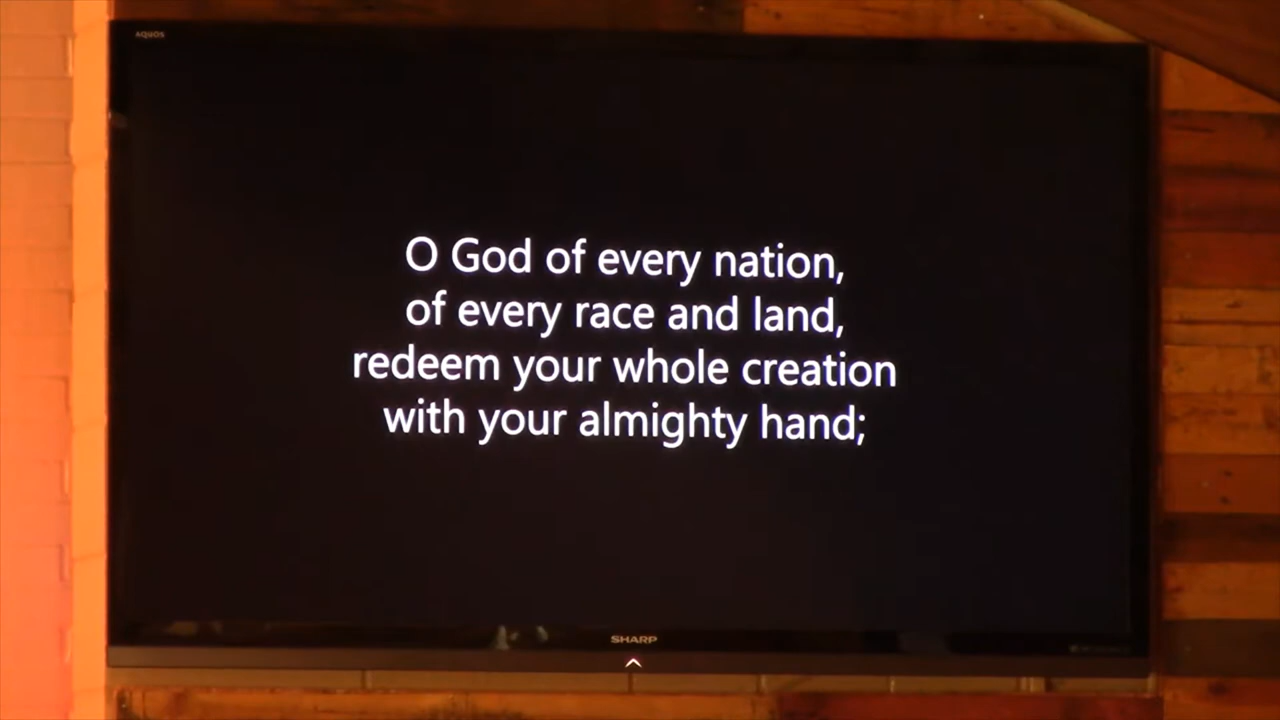 AQUOS
O God of every nation,
of every race and land,
redeem your whole creation
with your almighty hand;
SHARP